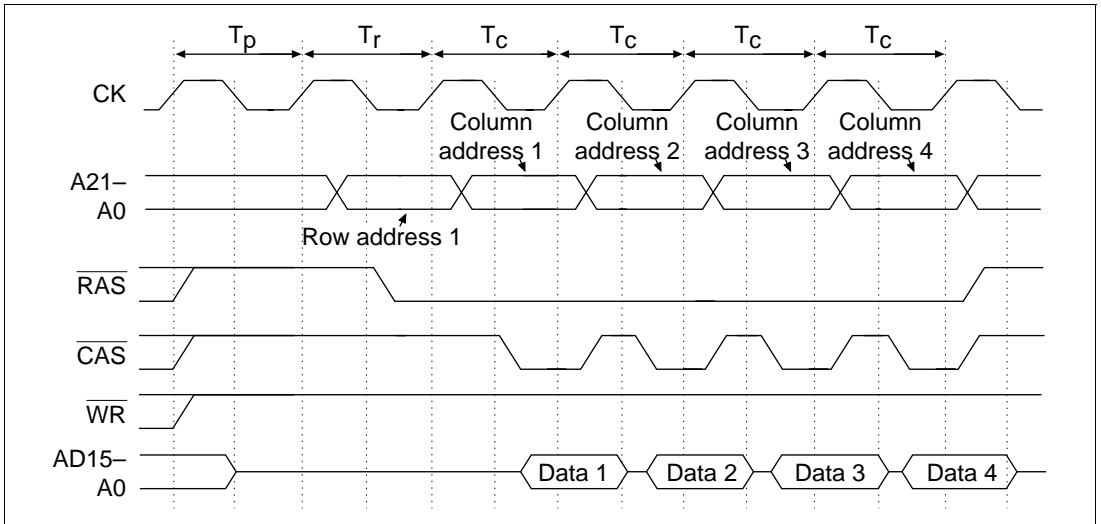 Tp Tr Tc Tc Tc Tc
CK
Column address 1
Column address 2
Column address 3
Column address 4
A21–
A0
Row address 1
RAS
CAS
WR
AD15–
A0
Data 1 Data 2 Data 3 Data 4